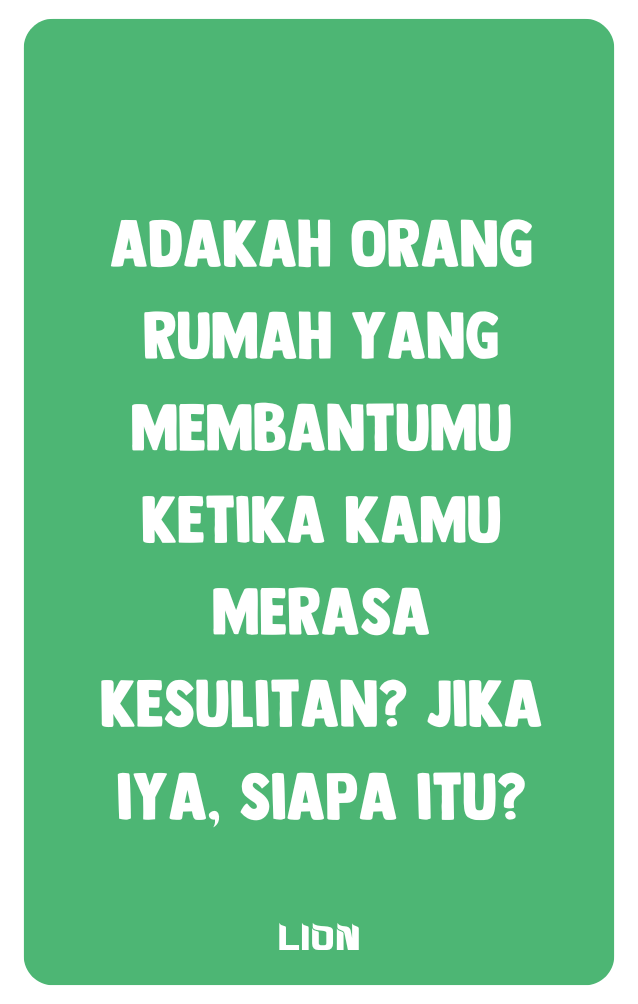 ADAKAH ORANG
RUMAH YANG
MEMBANTUMU
KETIKA KAMU
MERASA
KESULITAN? JIKA
IYA, SIAPA ITU?
LION